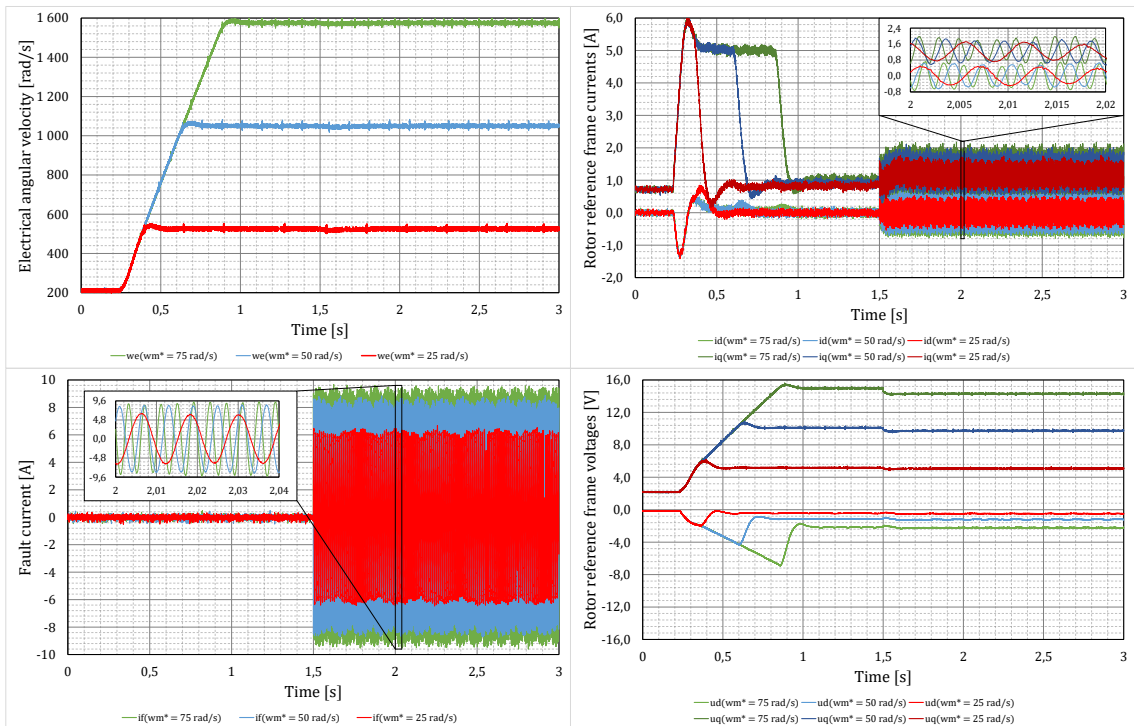 Electrical angular velocity [rad/s]
1 600
1 400
1 200
1 000
800
600
400
200
0 0,5 1 1,5 2 2,5 3
Time [s]
we(wm* = 75 rad/s) we(wm* = 50 rad/s) we(wm* = 25 rad/s)
Rotor reference frame currents [A]
6,0
5,0
4,0
3,0
2,0
1,0
0,0
-1,0
-2,0
2,4
1,6
0,8
0,0
-0,8
2 2,005 2,01 2,015 2,02
0 0,5 1 1,5 2 2,5 3
Time [s]
id(wm* = 75 rad/s) id(wm* = 50 rad/s) id(wm* = 25 rad/s)
iq(wm* = 75 rad/s) iq(wm* = 50 rad/s) iq(wm* = 25 rad/s)
Fault current [A]
10
8
6
4
2
0
-2
-4
-6
-8
-10
9,6
4,8
0,0
-4,8
-9,6
2 2,01 2,02 2,03 2,04
0 0,5 1 1,5 2 2,5 3
Time [s]
if(wm* = 75 rad/s) if(wm* = 50 rad/s) if(wm* = 25 rad/s)
Rotor reference frame voltages [V]
16,0
12,0
8,0
4,0
0,0
-4,0
-8,0
-12,0
-16,0
0 0,5 1 1,5 2 2,5 3
Time [s]
ud(wm* = 75 rad/s) ud(wm* = 50 rad/s) ud(wm* = 25 rad/s)
uq(wm* = 75 rad/s) uq(wm* = 50 rad/s) uq(wm* = 25 rad/s)